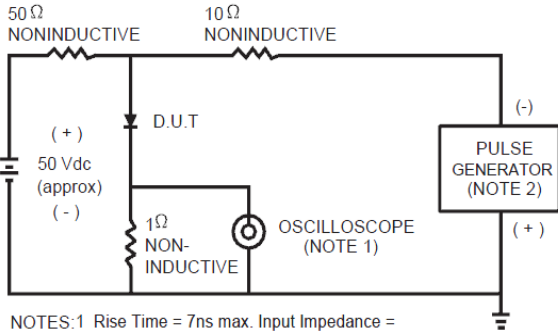 50 Ω
NONINDUCTIVE
10 Ω
NONINDUCTIVE
D.U.T
( + )
50 Vdc
(approx)
( - )
1Ω
NON-
INDUCTIVE
OSCILLOSCOPE
(NOTE 1)
(-)
PULSE
GENERATOR
(NOTE 2)
( + )
NOTES:1 Rise Time = 7ns max. Input Impedance =